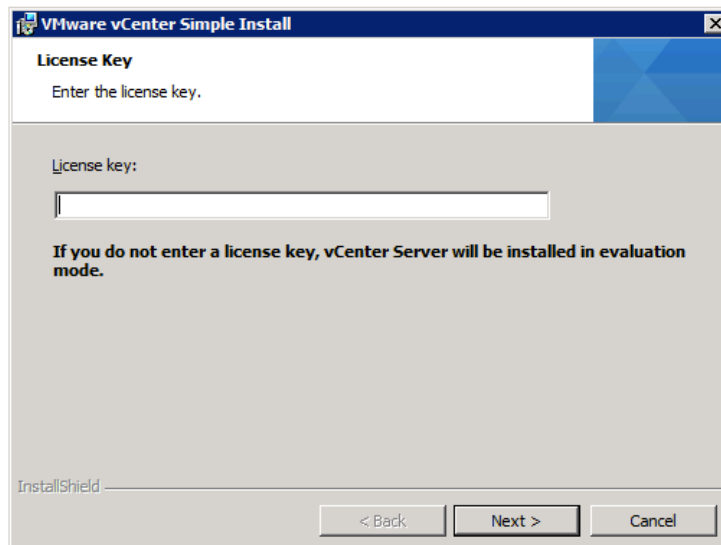 VMware vCenter Simple Install
License Key
Enter the license key.
License key:
If you do not enter a license key, vCenter Server will be installed in evaluation
mode.
InstallShield
< Back
Next >
Cancel